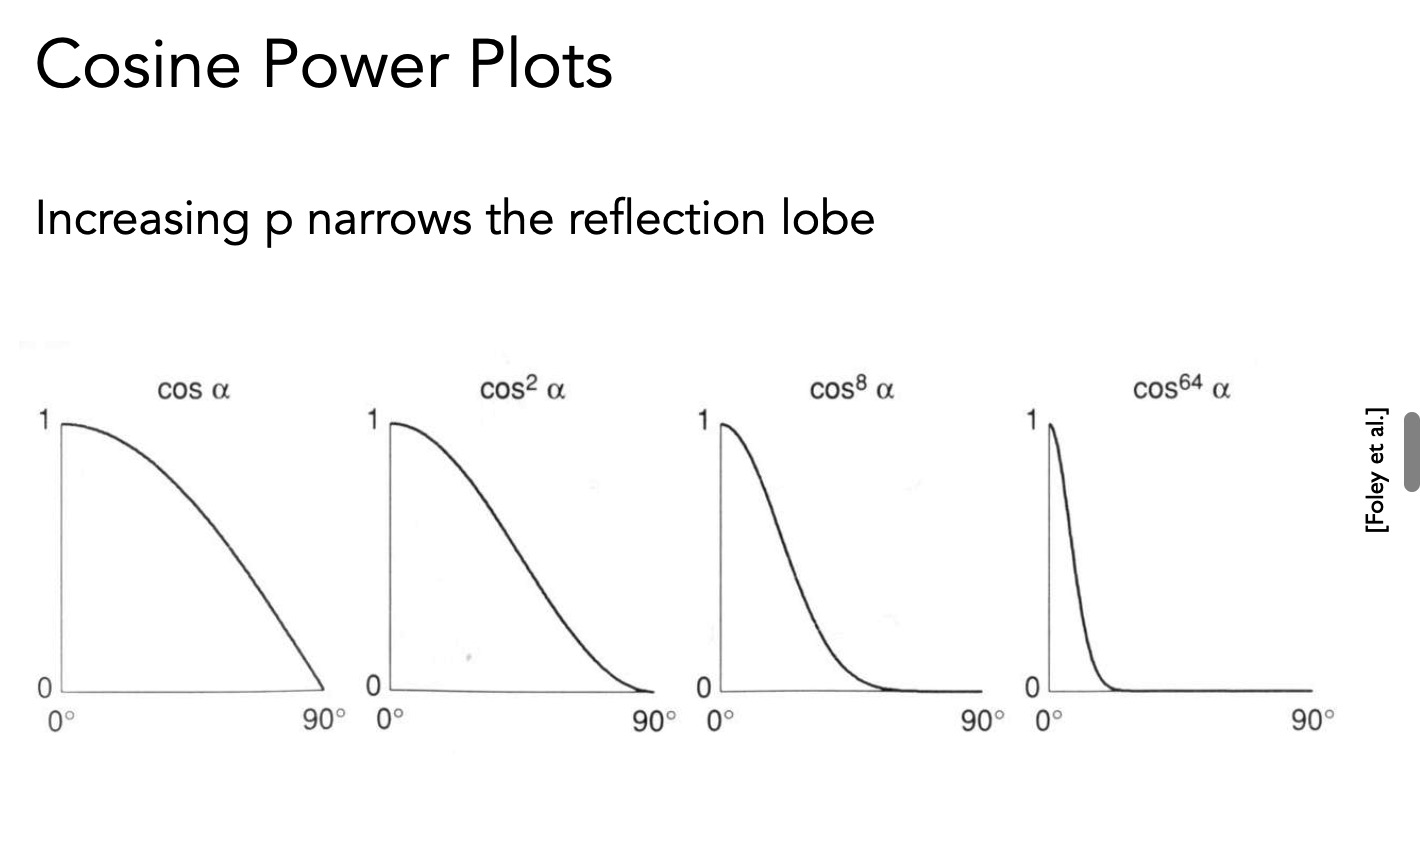 Cosine Power Plots
Increasing p narrows the reflection lobe
cos α
1
0
0°
90°
cos² α
1
0
0°
90°
cos⁸ α
1
0
0°
90°
cos⁶⁴ α
1
0
0°
90°
[Foley et al.]